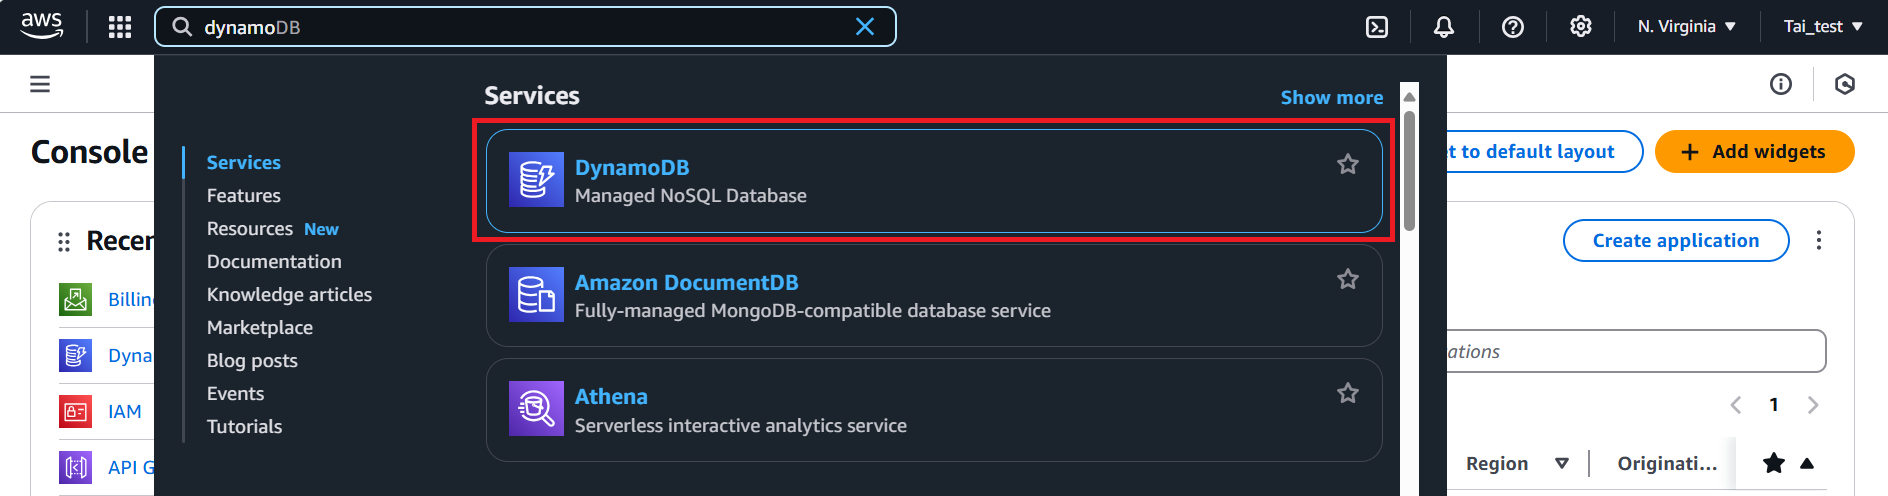 aws
dynamoDB
N. Virginia
Tai_test
Services
Show more
Services
Features
Resources New
Documentation
Knowledge articles
Marketplace
Blog posts
Events
Tutorials
DynamoDB
Managed NoSQL Database
Amazon DocumentDB
Fully-managed MongoDB-compatible database service
Athena
Serverless interactive analytics service
Console
t to default layout
Add widgets
Recen
Billin
Dyna
IAM
API G
Create application
ations
1
Region
Originati...